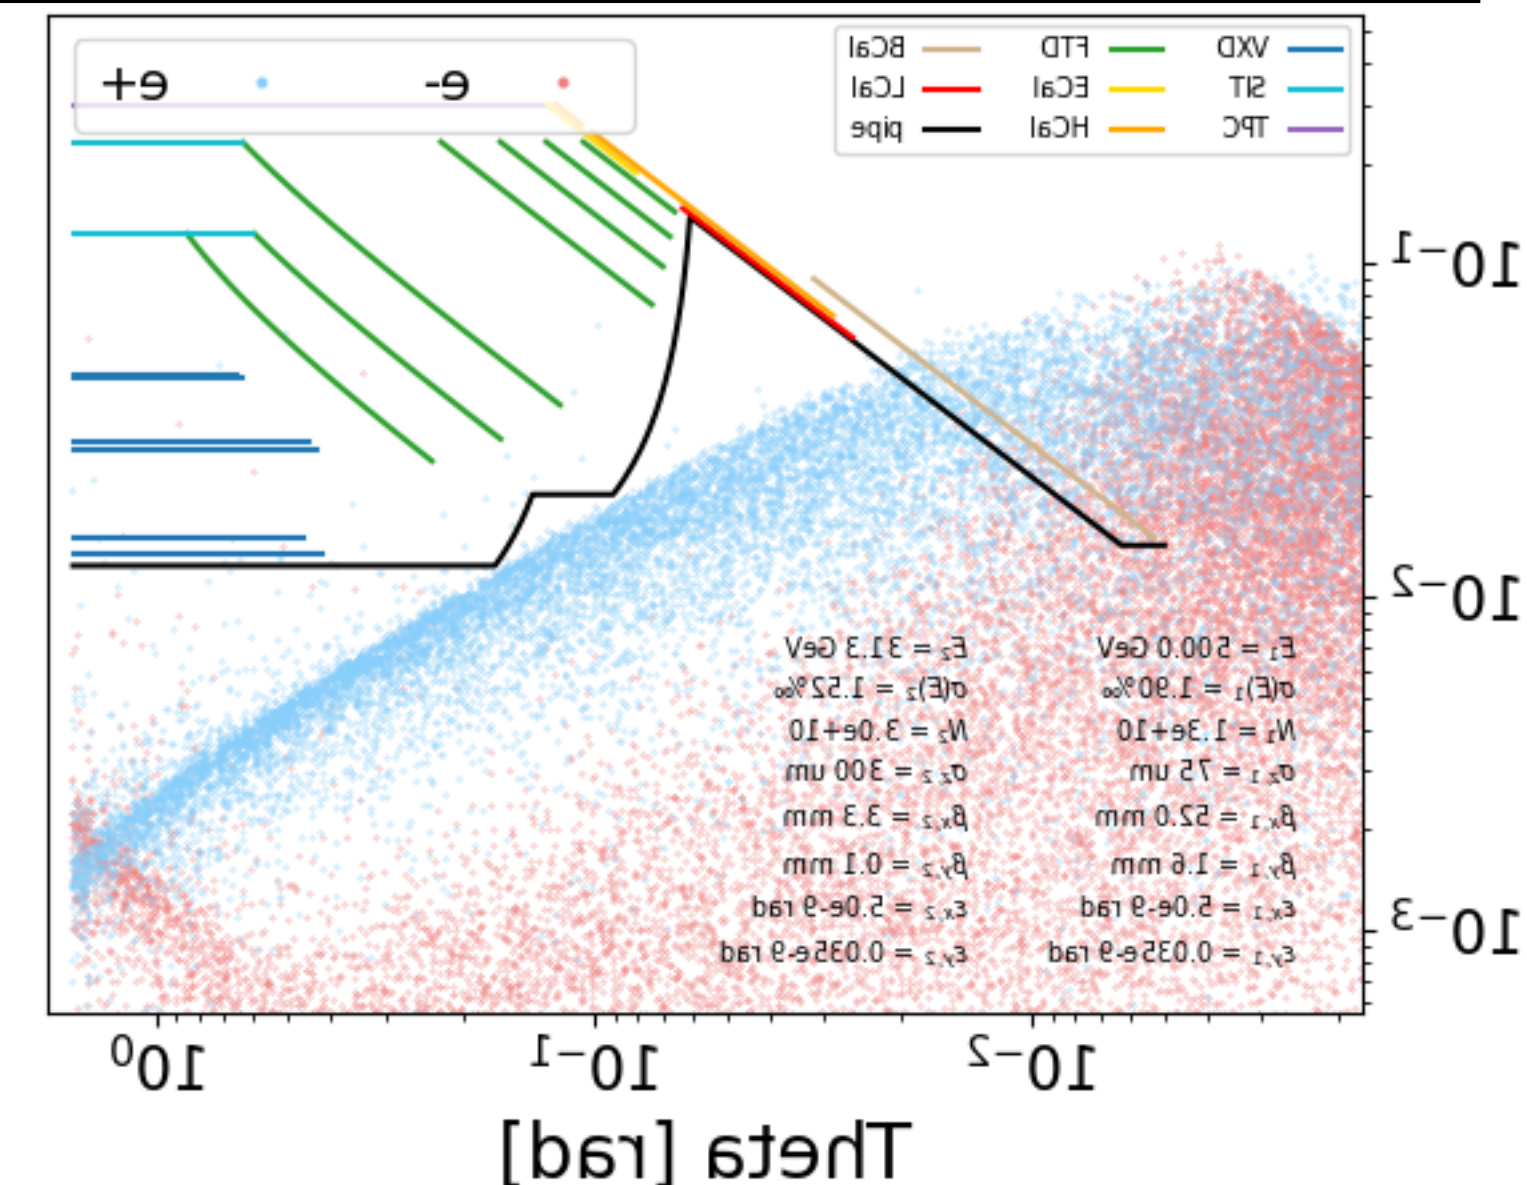 VXD FTD BCal
SIT ECal LCal
TPC HCal pipe
e- e+
10⁻¹
10⁻²
10⁻³
E₁ = 500.0 GeV E₂ = 31.3 GeV
σ(E)₁ = 1.90‰ σ(E)₂ = 1.52‰
N₁ = 1.3e+10 N₂ = 3.0e+10
σz,1 = 75 um σz,2 = 300 um
βx,1 = 52.0 mm βx,2 = 3.3 mm
βy,1 = 1.6 mm βy,2 = 0.1 mm
εx,1 = 5.0e-9 rad εx,2 = 5.0e-9 rad
εy,1 = 0.035e-9 rad εy,2 = 0.035e-9 rad
10⁻² 10⁻¹ 10⁰
Theta [rad]